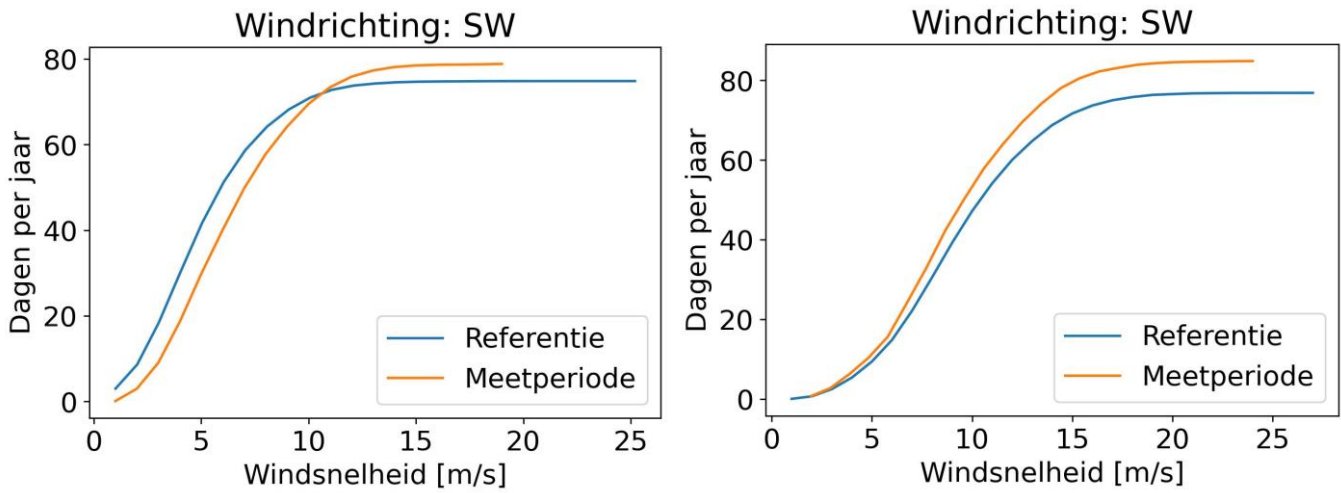 Windrichting: SW
Dagen per jaar
80
60
40
20
0
Referentie
Meetperiode
0 5 10 15 20 25
Windsnelheid [m/s]
Windrichting: SW
Dagen per jaar
80
60
40
20
0
Referentie
Meetperiode
0 5 10 15 20 25
Windsnelheid [m/s]